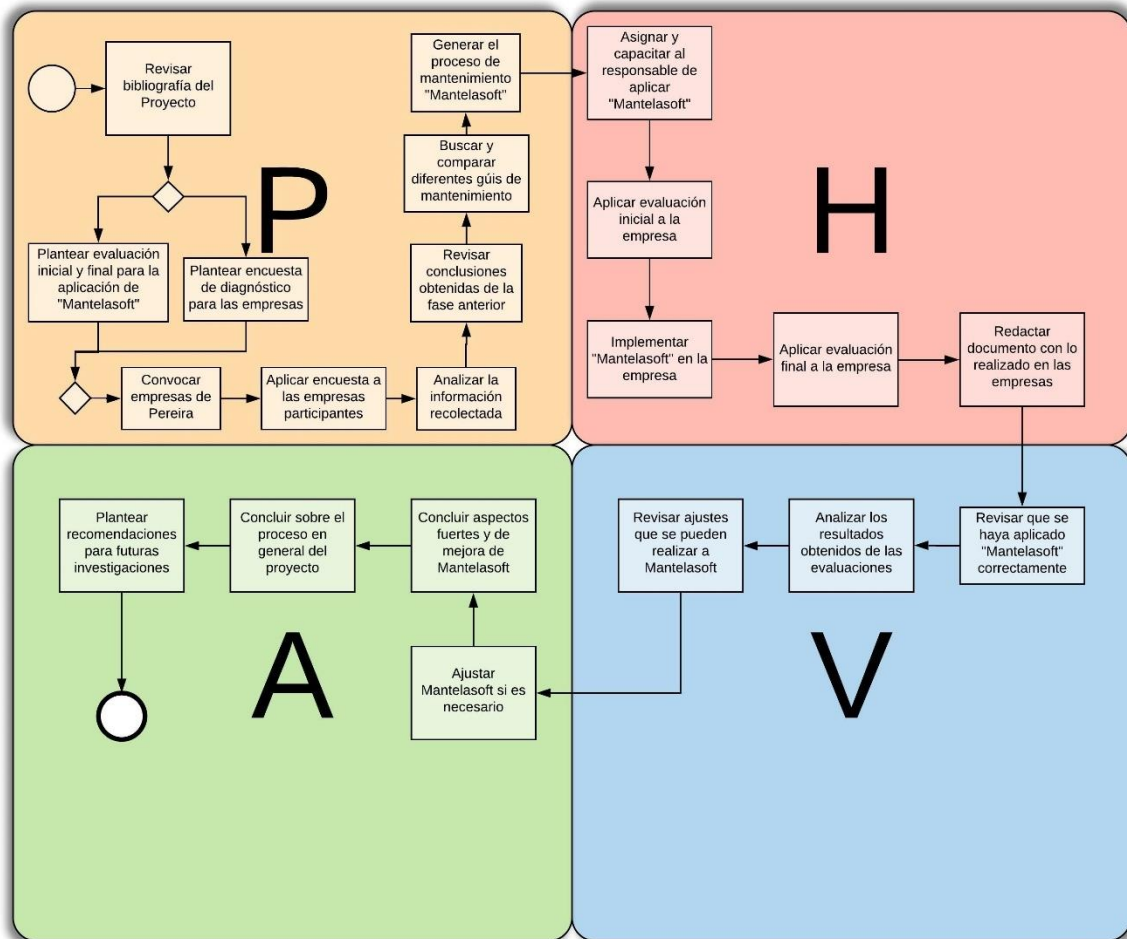 Revisar
bibliografía del
Proyecto
P
Plantear evaluación
inicial y final para la
aplicación de
"Mantelasoft"
Plantear encuesta
de diagnóstico
para las empresas
Convocar
empresas de
Pereira
Aplicar encuesta a
las empresas
participantes
Analizar la
información
recolectada
Revisar
conclusiones
obtenidas de la
fase anterior
Buscar y
comparar
diferentes gúis de
mantenimiento
Generar el
proceso de
mantenimiento
"Mantelasoft"
H
Asignar y
capacitar al
responsable de
aplicar
"Mantelasoft"
Aplicar evaluación
inicial a la
empresa
Implementar
"Mantelasoft" en la
empresa
Aplicar evaluación
final a la empresa
Redactar
documento con lo
realizado en las
empresas
V
Revisar que se
haya aplicado
"Mantelasoft"
correctamente
Analizar los
resultados
obtenidos de las
evaluaciones
Revisar ajustes
que se pueden
realizar a
Mantelasoft
A
Ajustar
Mantelasoft si es
necesario
Concluir aspectos
fuertes y de
mejora de
Mantelasoft
Concluir sobre el
proceso en
general del
proyecto
Plantear
recomendaciones
para futuras
investigaciones